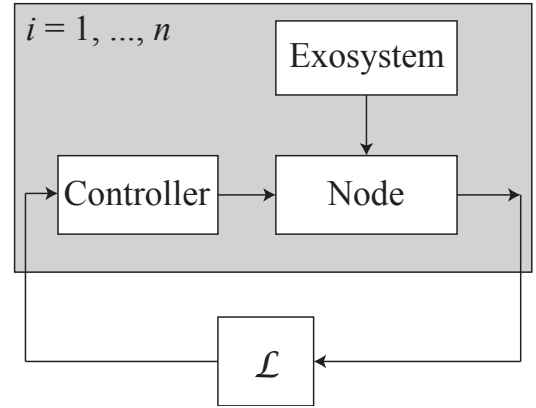 i = 1, ..., n
Exosystem
Controller
Node
ℒ